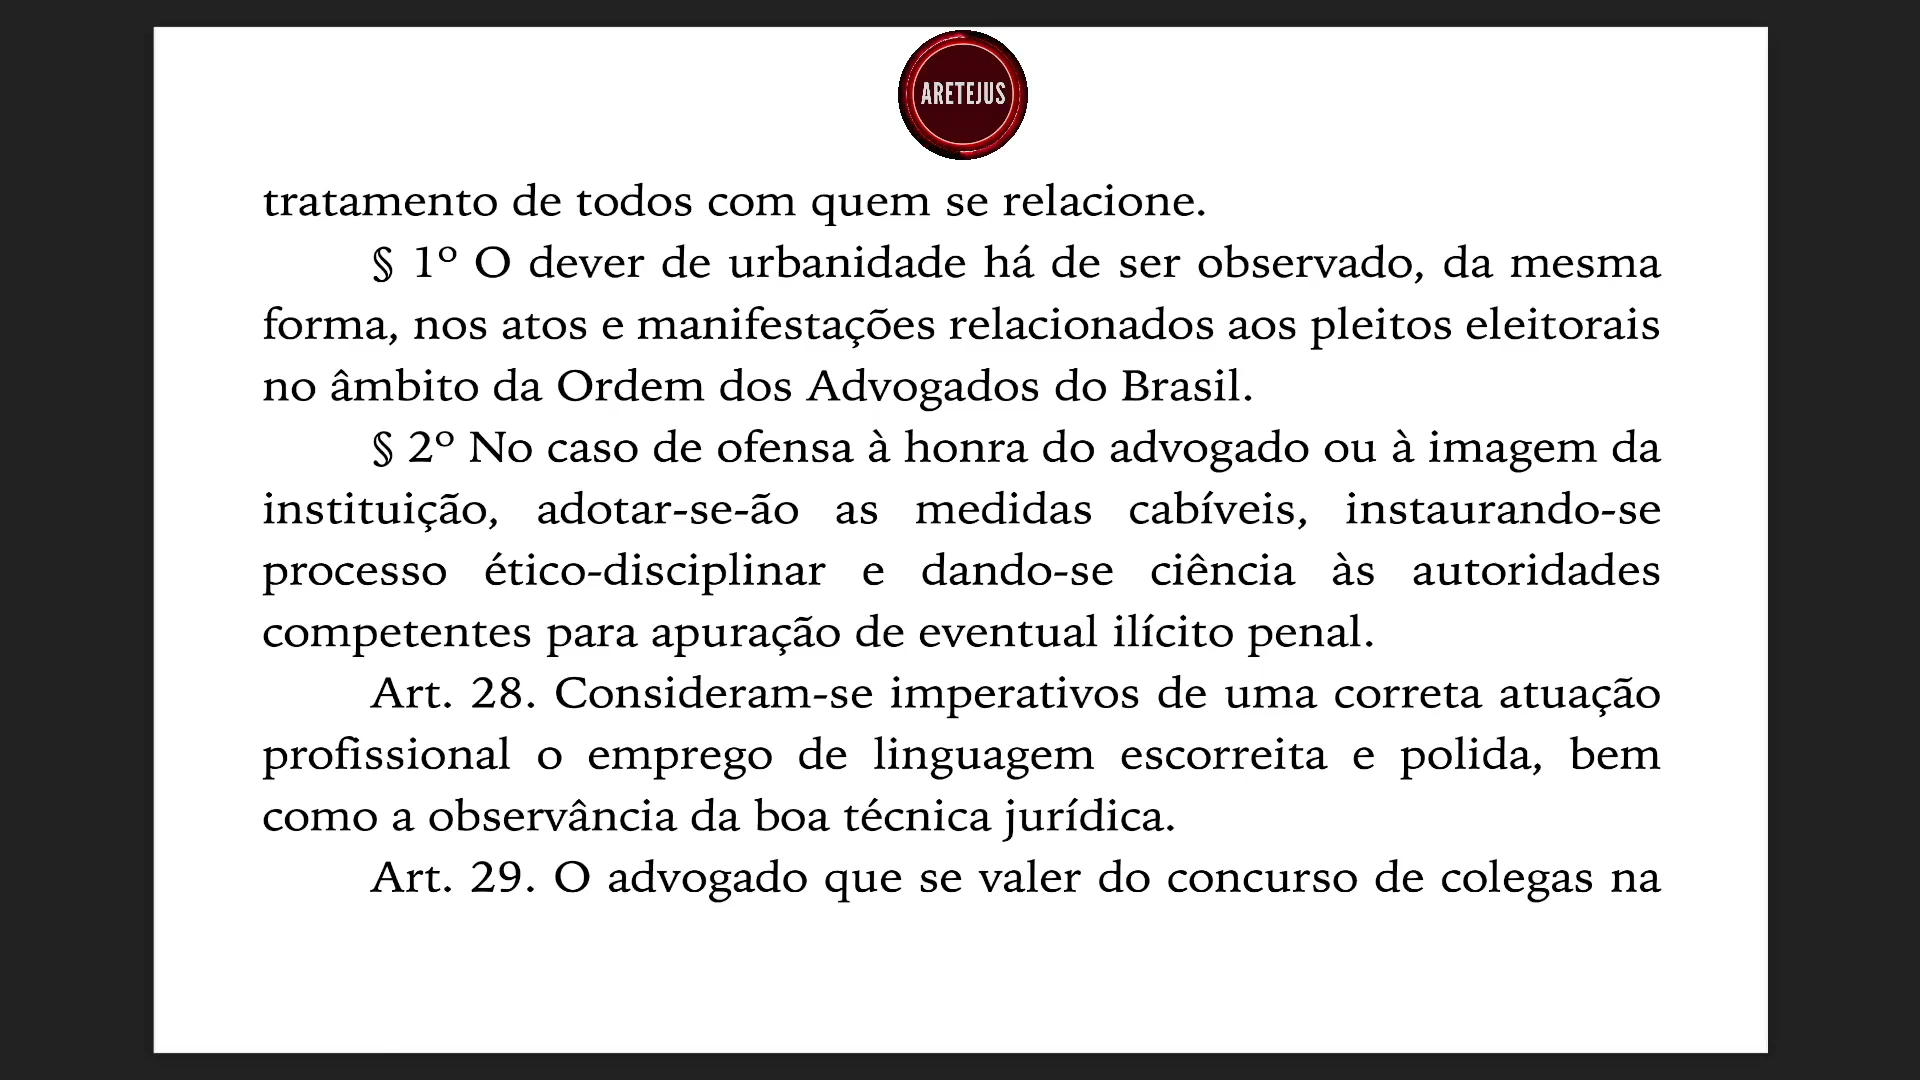 ARETEJUS
tratamento de todos com quem se relacione.
§ 1º O dever de urbanidade há de ser observado, da mesma
forma, nos atos e manifestações relacionados aos pleitos eleitorais
no âmbito da Ordem dos Advogados do Brasil.
§ 2º No caso de ofensa à honra do advogado ou à imagem da
instituição, adotar-se-ão as medidas cabíveis, instaurando-se
processo ético-disciplinar e dando-se ciência às autoridades
competentes para apuração de eventual ilícito penal.
Art. 28. Consideram-se imperativos de uma correta atuação
profissional o emprego de linguagem escorreita e polida, bem
como a observância da boa técnica jurídica.
Art. 29. O advogado que se valer do concurso de colegas na